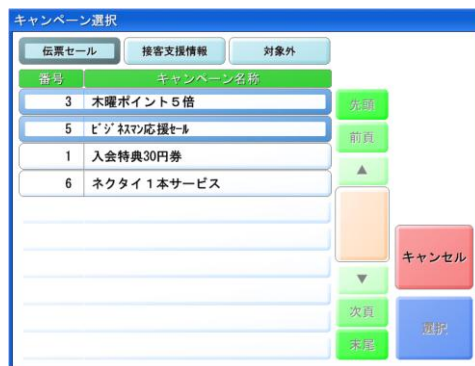 キャンペーン選択
伝票セール 接客支援情報 対象外
番号 キャンペーン名称
3 木曜ポイント5倍
5 ﾋﾞｼﾞﾈｽﾏﾝ応援ｾｰﾙ
1 入会特典30円券
6 ネクタイ1本サービス
先頭
前頁
▲
▼
次頁
末尾
キャンセル
選択